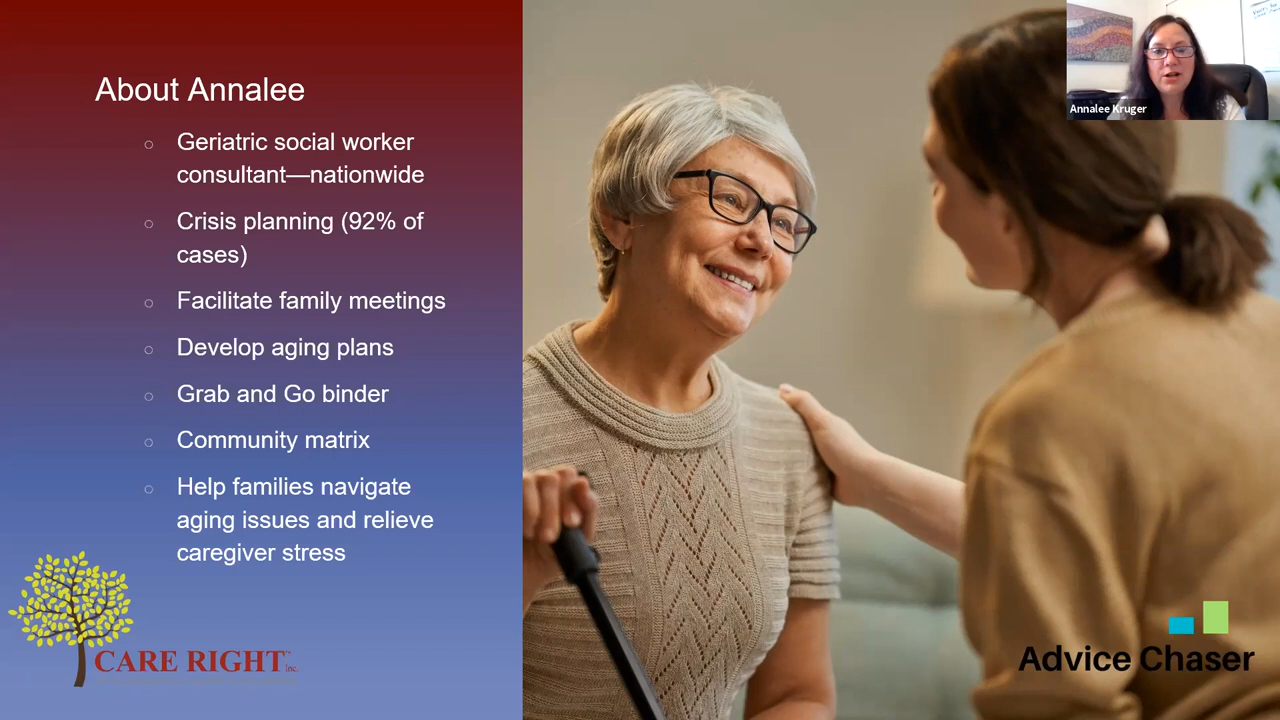 About Annalee
Geriatric social worker
consultant—nationwide
Crisis planning (92% of
cases)
Facilitate family meetings
Develop aging plans
Grab and Go binder
Community matrix
Help families navigate
aging issues and relieve
caregiver stress
CARE RIGHT™ Inc.
Annalee Kruger
Advice Chaser